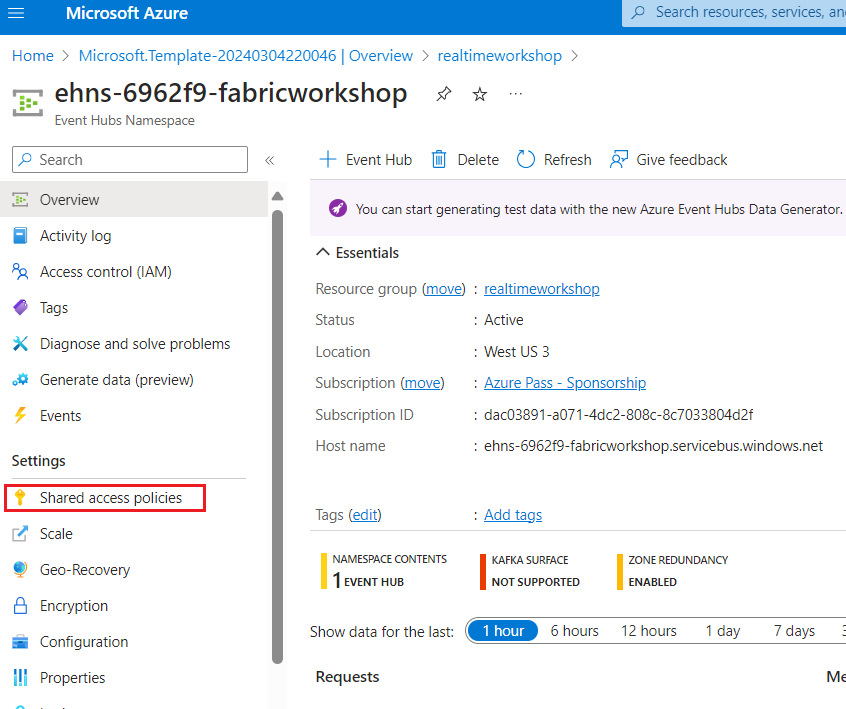 Microsoft Azure
Search resources, services, an
Home > Microsoft.Template-20240304220046 | Overview > realtimeworkshop >
ehns-6962f9-fabricworkshop
Event Hubs Namespace
Search
Event Hub Delete Refresh Give feedback
Overview
Activity log
Access control (IAM)
Tags
Diagnose and solve problems
Generate data (preview)
Events
Settings
Shared access policies
Scale
Geo-Recovery
Encryption
Configuration
Properties
You can start generating test data with the new Azure Event Hubs Data Generator.
Essentials
Resource group (move) : realtimeworkshop
Status : Active
Location : West US 3
Subscription (move) : Azure Pass - Sponsorship
Subscription ID : dac03891-a071-4dc2-808c-8c7033804d2f
Host name : ehns-6962f9-fabricworkshop.servicebus.windows.net
Tags (edit) : Add tags
NAMESPACE CONTENTS
1 EVENT HUB
KAFKA SURFACE
NOT SUPPORTED
ZONE REDUNDANCY
ENABLED
Show data for the last: 1 hour 6 hours 12 hours 1 day 7 days 3
Requests
Me